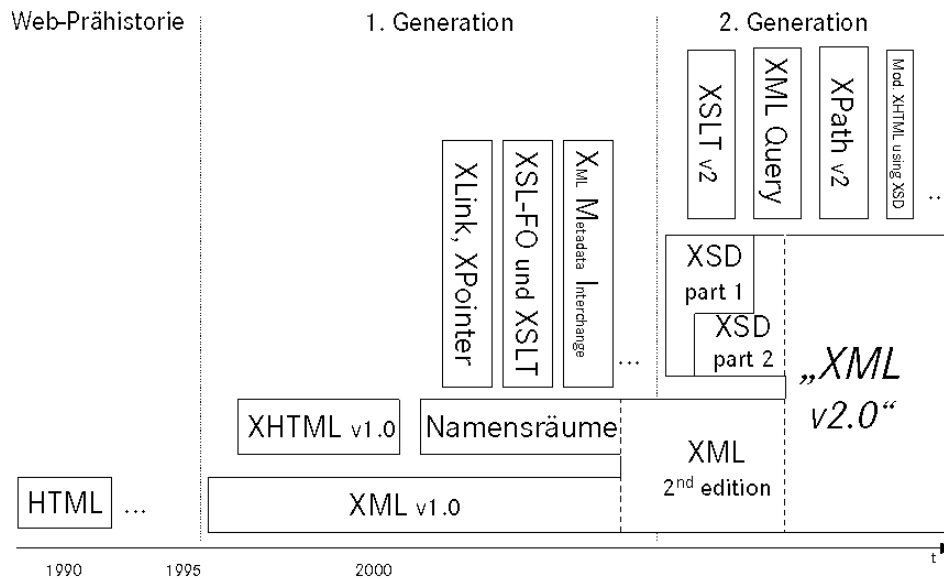 Web-Prähistorie
1. Generation
2. Generation
XSLT v2
XML Query
XPath v2
Mod. XHTML using XSD
...
XLink, XPointer
XSL-FO und XSLT
XML Metadata Interchange
...
XSD
part 1
XSD
part 2
„XML
v2.0“
XHTML v1.0
Namensräume
XML
2nd edition
HTML
...
XML v1.0
1990
1995
2000
t